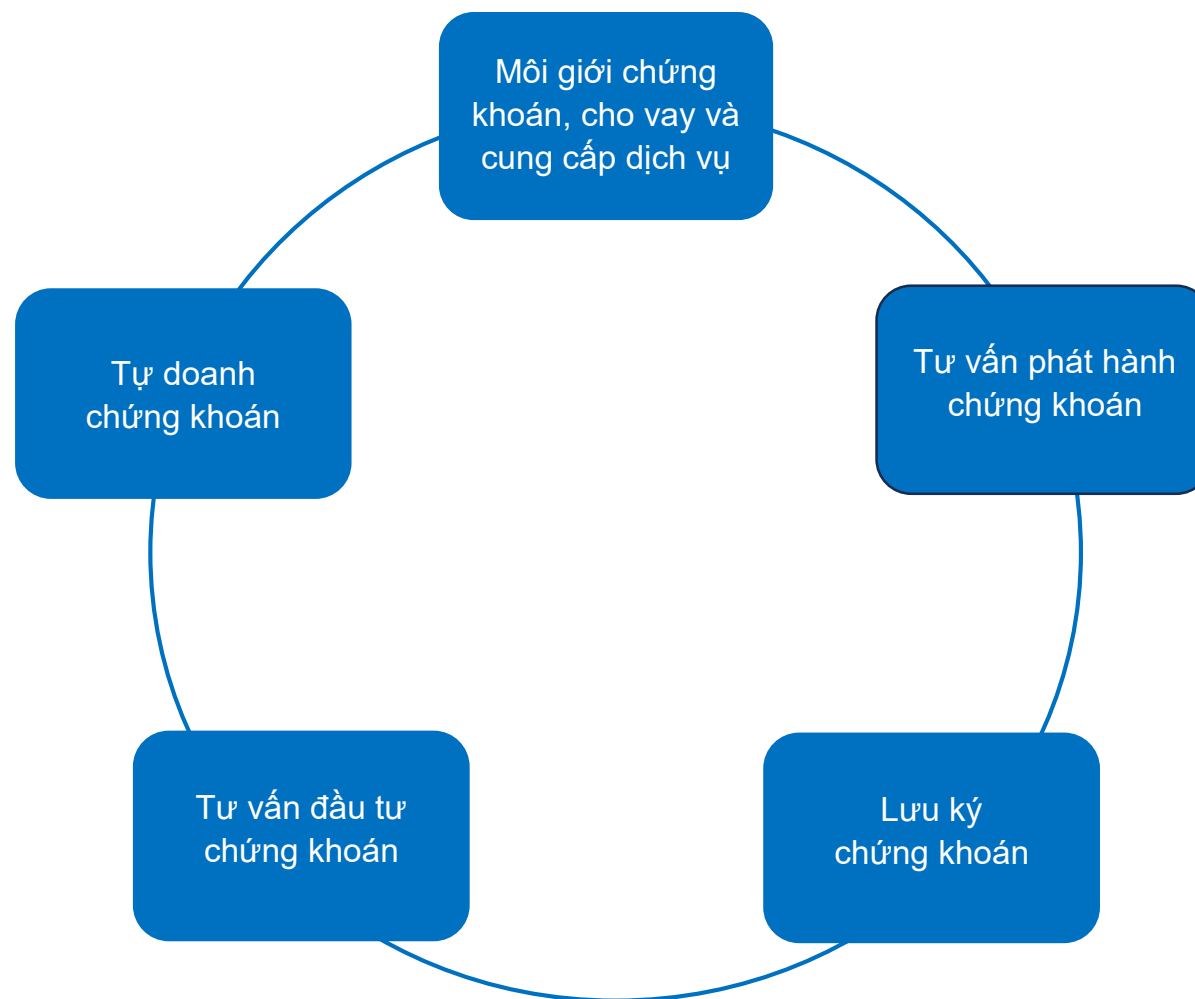 Môi giới chứng
khoán, cho vay và
cung cấp dịch vụ
Tự doanh
chứng khoán
Tư vấn phát hành
chứng khoán
Tư vấn đầu tư
chứng khoán
Lưu ký
chứng khoán